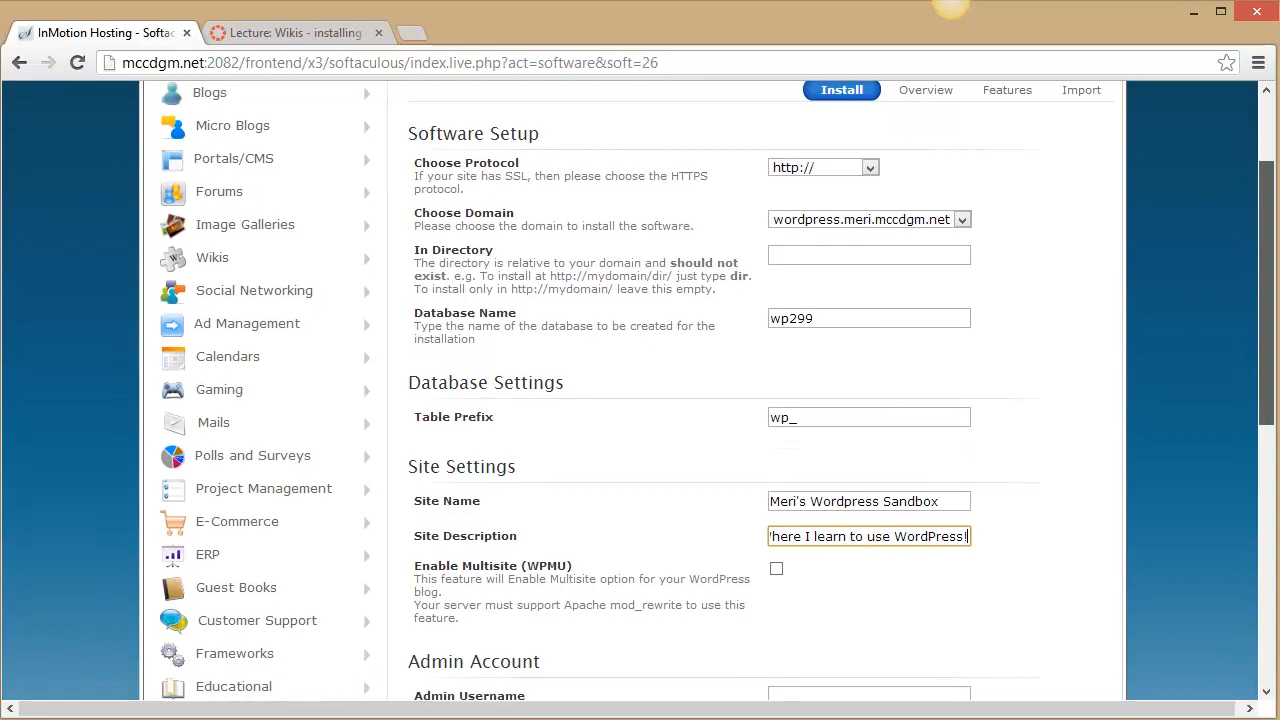 InMotion Hosting - Softac
Lecture: Wikis - installing
mccdgm.net:2082/frontend/x3/softaculous/index.live.php?act=software&soft=26
Blogs
Micro Blogs
Portals/CMS
Forums
Image Galleries
Wikis
Social Networking
Ad Management
Calendars
Gaming
Mails
Polls and Surveys
Project Management
E-Commerce
ERP
Guest Books
Customer Support
Frameworks
Educational
Install Overview Features Import
Software Setup
Choose Protocol
If your site has SSL, then please choose the HTTPS
protocol.
http://
Choose Domain
Please choose the domain to install the software.
wordpress.meri.mccdgm.net
In Directory
The directory is relative to your domain and should not
exist. e.g. To install at http://mydomain/dir/ just type dir.
To install only in http://mydomain/ leave this empty.
Database Name
Type the name of the database to be created for the
installation
wp299
Database Settings
Table Prefix
wp_
Site Settings
Site Name
Meri's Wordpress Sandbox
Site Description
here I learn to use WordPress!
Enable Multisite (WPMU)
This feature will Enable Multisite option for your WordPress
blog.
Your server must support Apache mod_rewrite to use this
feature.
Admin Account
Admin Username